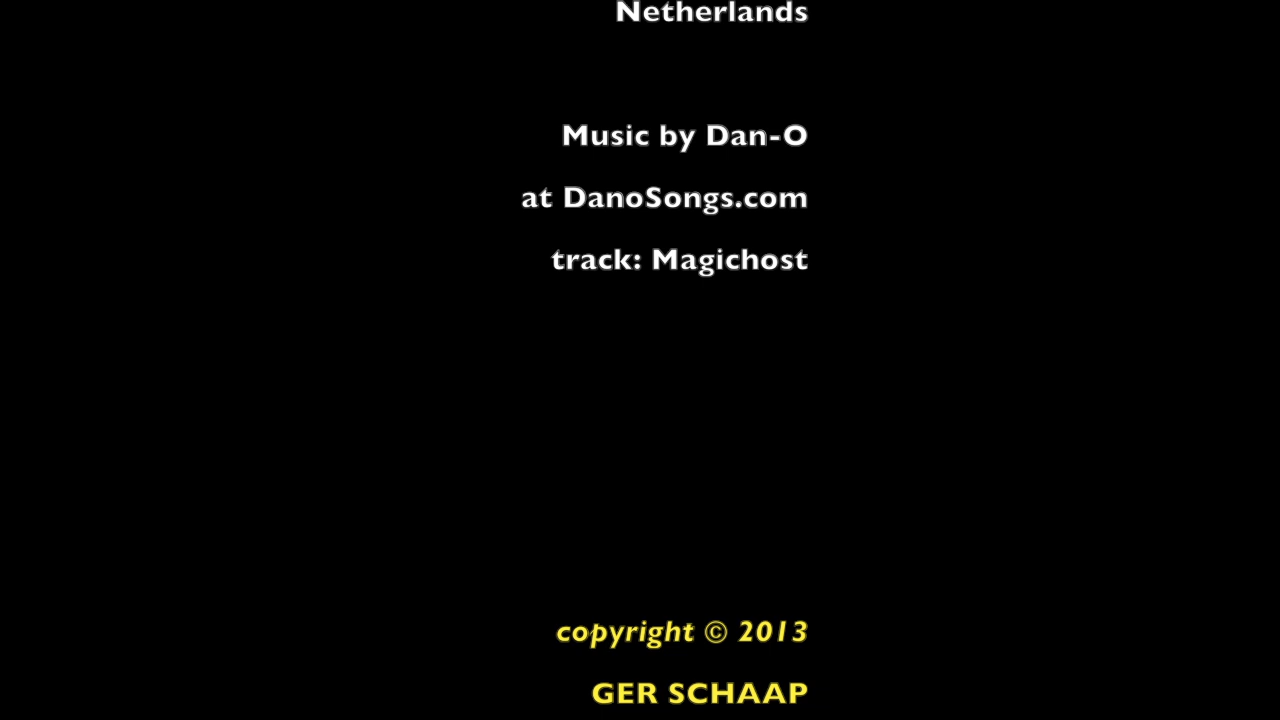 Netherlands
Music by Dan-O
at DanoSongs.com
track: Magichost
copyright © 2013
GER SCHAAP